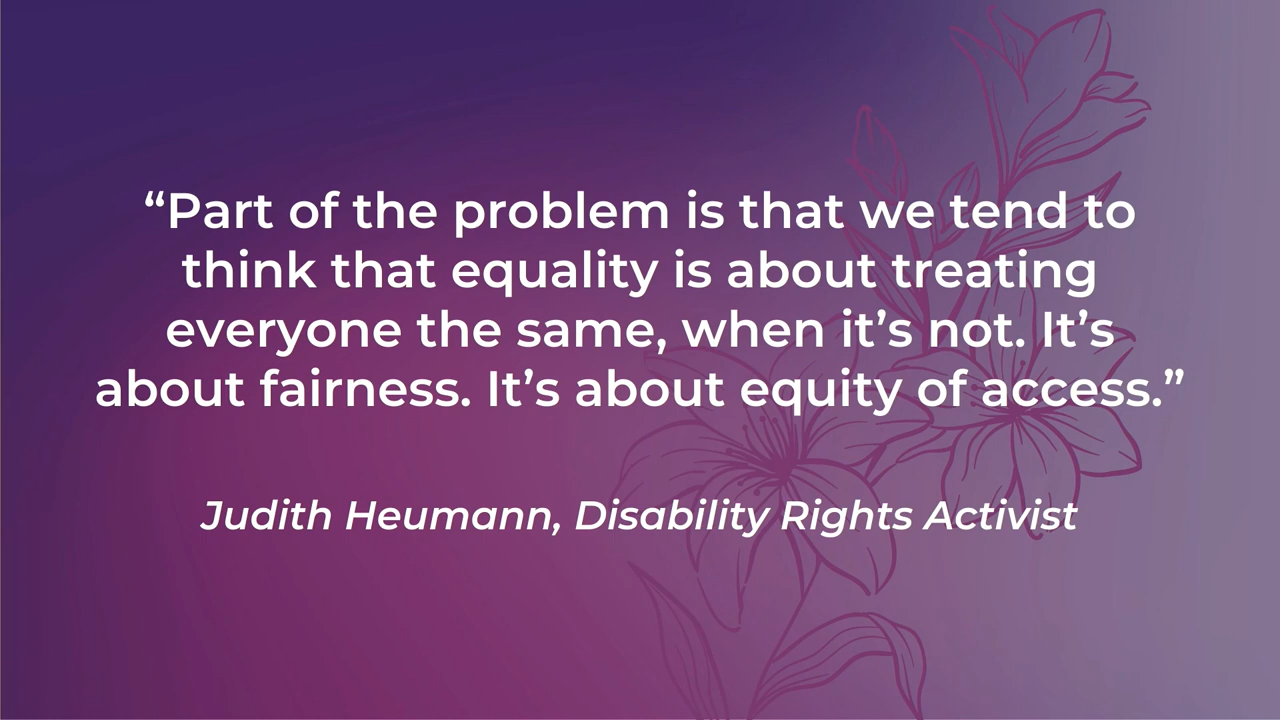 “Part of the problem is that we tend to
think that equality is about treating
everyone the same, when it’s not. It’s
about fairness. It’s about equity of access.”
Judith Heumann, Disability Rights Activist